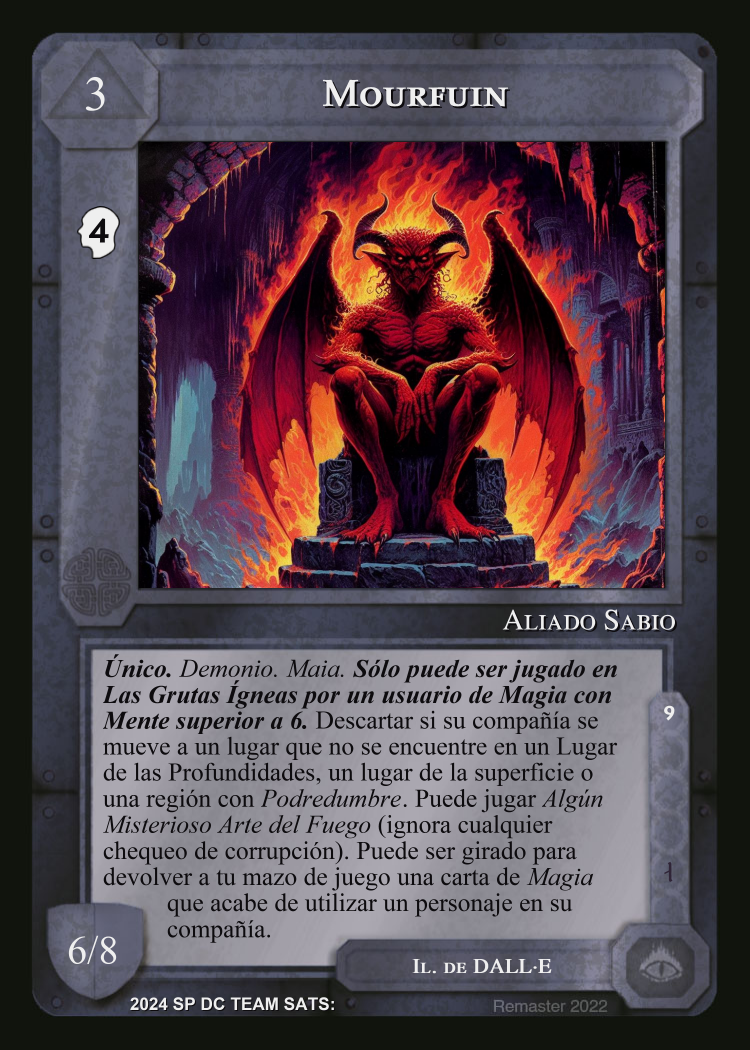 3
Mourfuin
4
Aliado Sabio
Único. Demonio. Maia. Sólo puede ser jugado en
Las Grutas Ígneas por un usuario de Magia con
Mente superior a 6. Descartar si su compañía se
mueve a un lugar que no se encuentre en un Lugar
de las Profundidades, un lugar de la superficie o
una región con Podredumbre. Puede jugar Algún
Misterioso Arte del Fuego (ignora cualquier
chequeo de corrupción). Puede ser girado para
devolver a tu mazo de juego una carta de Magia
que acabe de utilizar un personaje en su
compañía.
9
6/8
Il. de DALL·E
2024 SP DC TEAM SATS:
Remaster 2022